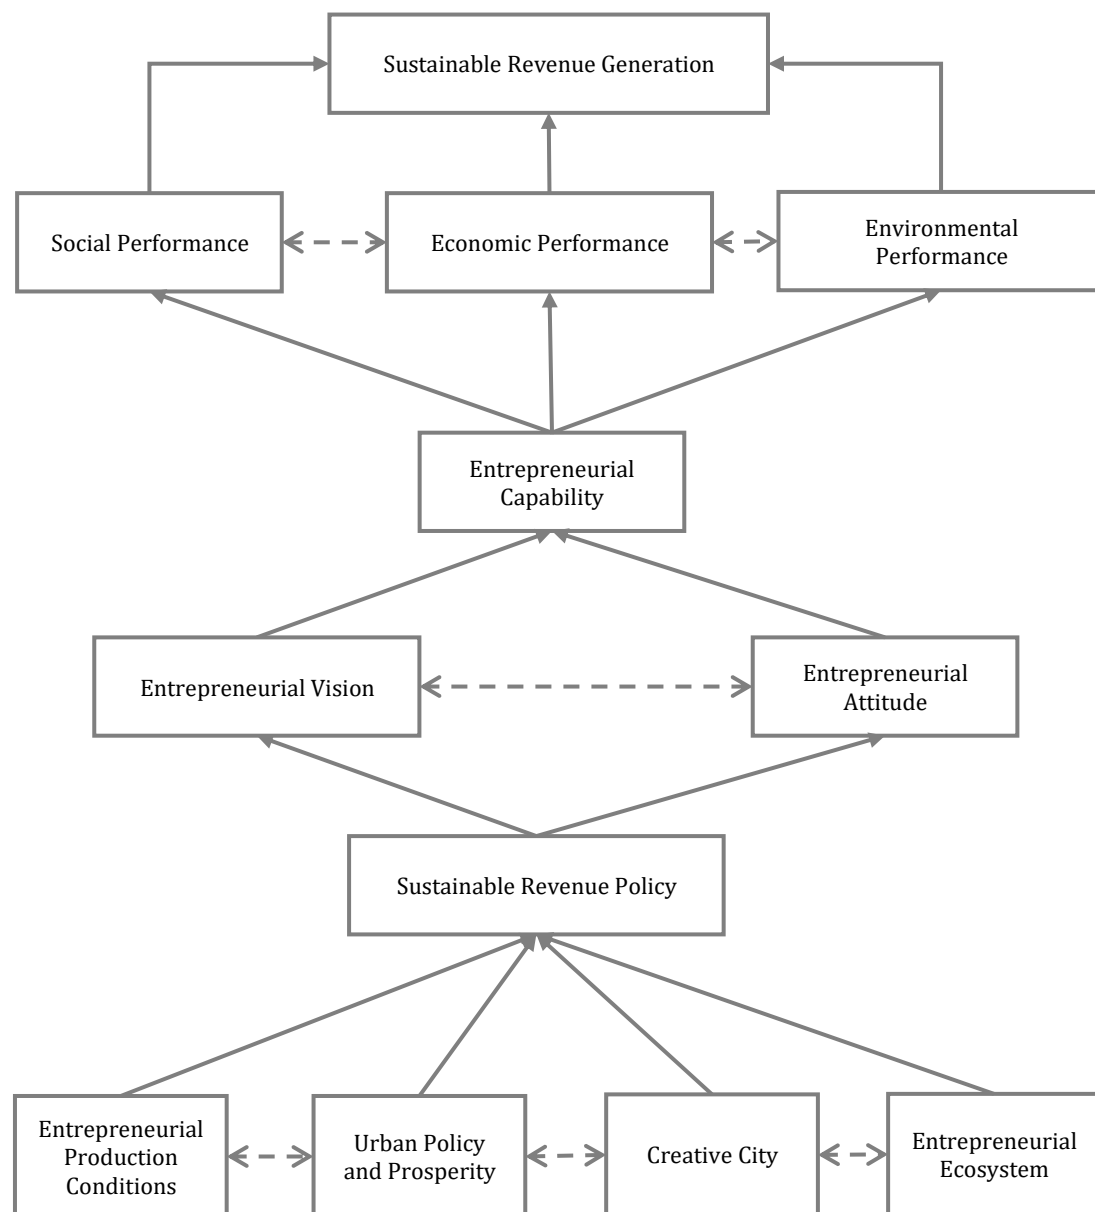 Sustainable Revenue Generation
Social Performance
Economic Performance
Environmental
Performance
Entrepreneurial
Capability
Entrepreneurial Vision
Entrepreneurial
Attitude
Sustainable Revenue Policy
Entrepreneurial
Production
Conditions
Urban Policy
and Prosperity
Creative City
Entrepreneurial
Ecosystem